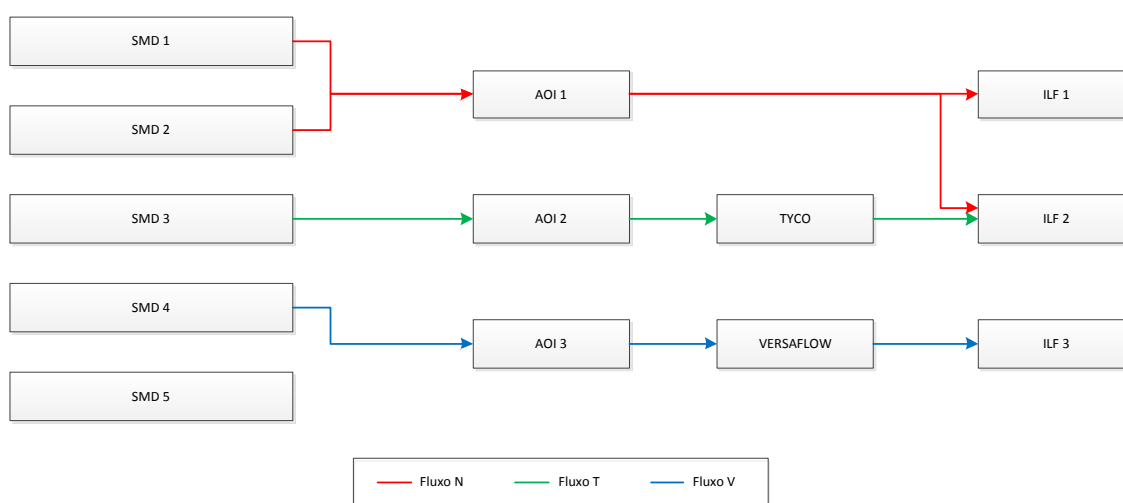 SMD 1
AOI 1
ILF 1
SMD 2
SMD 3
AOI 2
TYCO
ILF 2
SMD 4
AOI 3
VERSAFLOW
ILF 3
SMD 5
Fluxo N
Fluxo T
Fluxo V